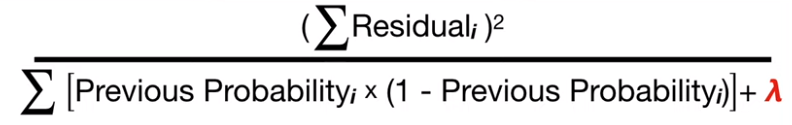 (∑Residualᵢ )²
∑ [Previous Probabilityᵢ x (1 - Previous Probabilityᵢ)]+ λ